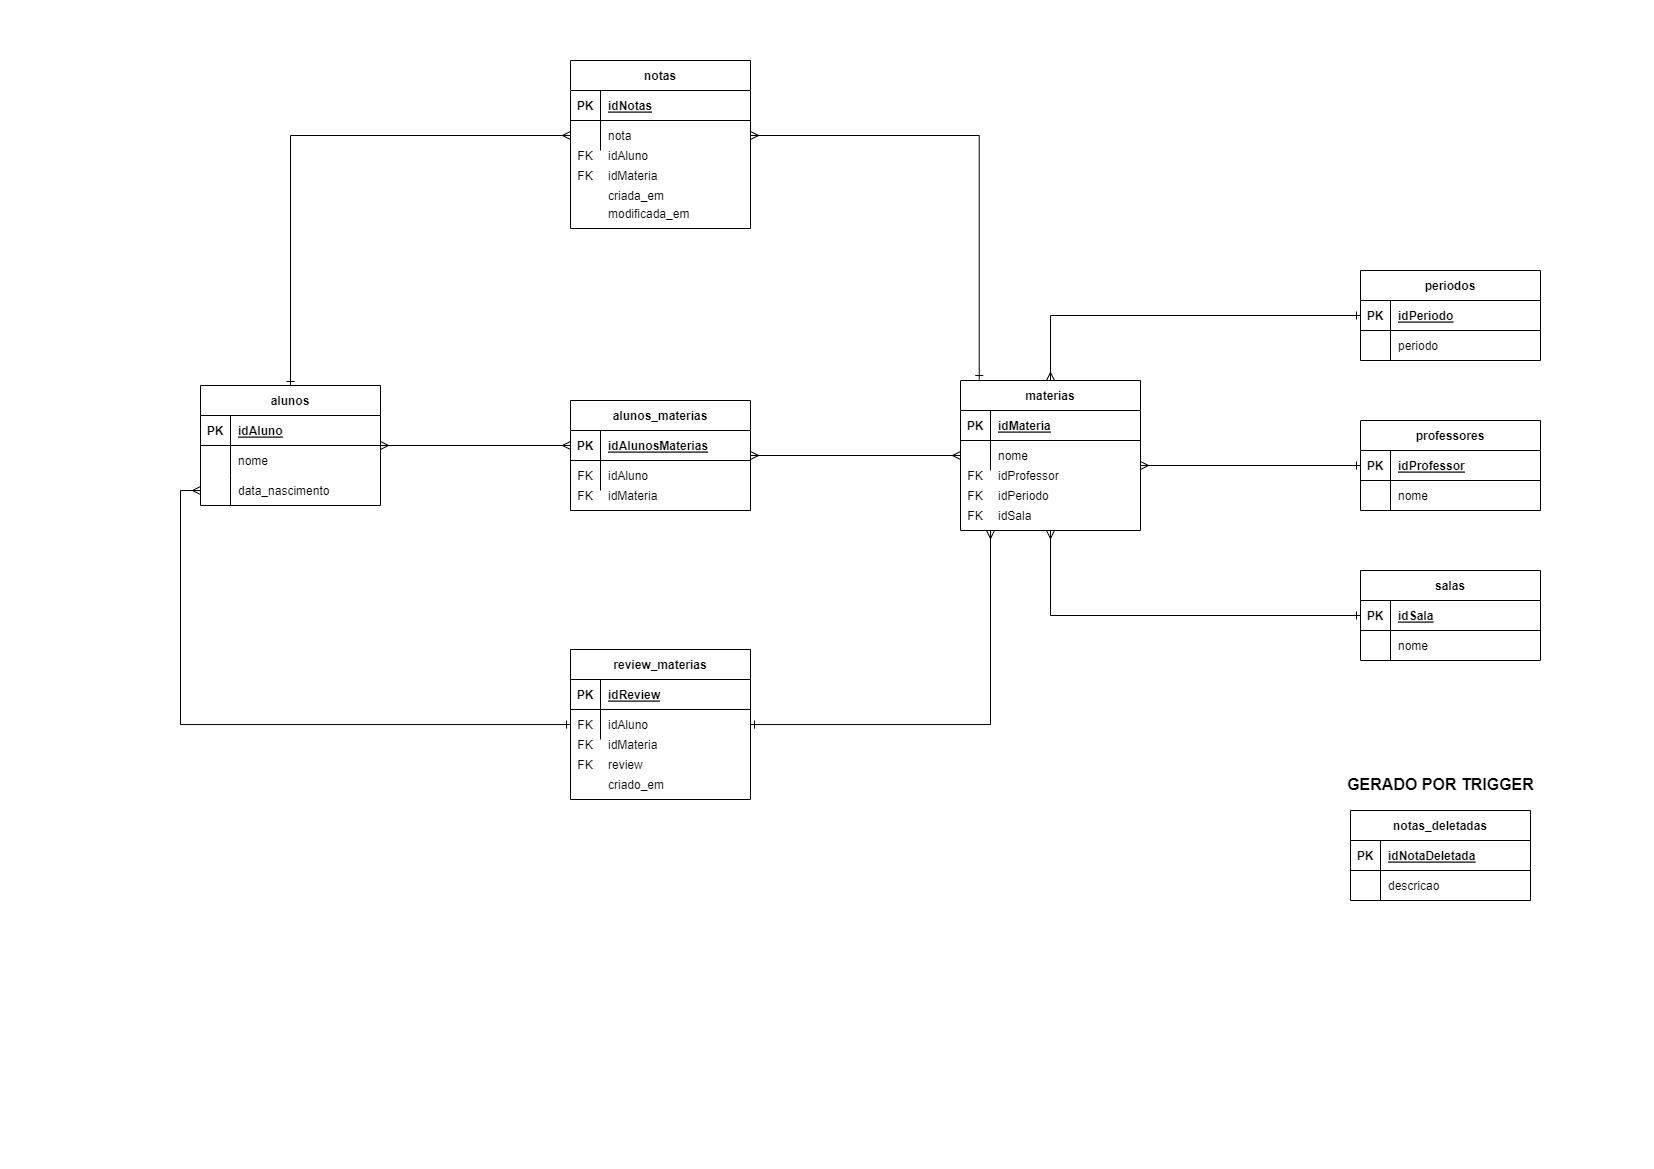 notas
PK idNotas
nota
FK idAluno
FK idMateria
criada_em
modificada_em
alunos
PK idAluno
nome
data_nascimento
alunos_materias
PK idAlunosMaterias
FK idAluno
FK idMateria
materias
PK idMateria
nome
FK idProfessor
FK idPeriodo
FK idSala
periodos
PK idPeriodo
periodo
professores
PK idProfessor
nome
salas
PK idSala
nome
review_materias
PK idReview
FK idAluno
FK idMateria
FK review
criado_em
GERADO POR TRIGGER
notas_deletadas
PK idNotaDeletada
descricao